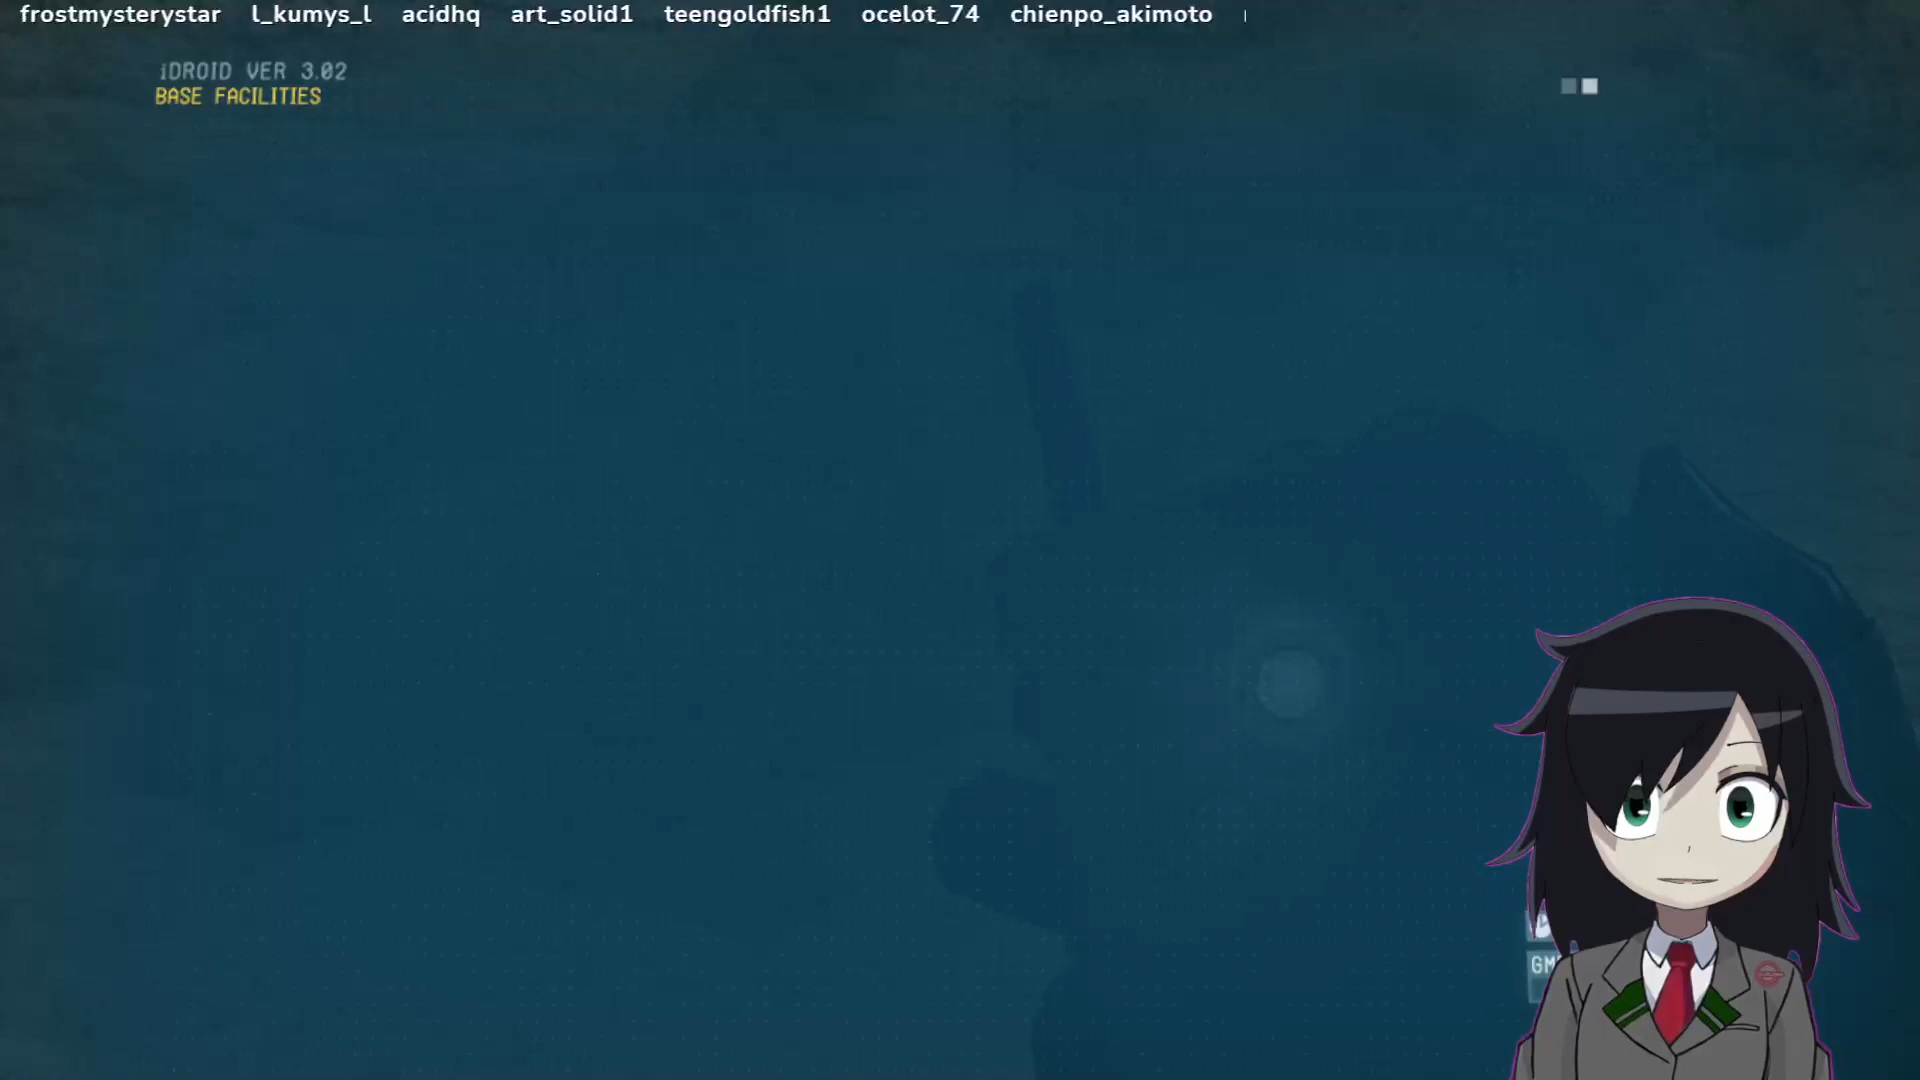 frostmysterystar l_kumys_l acidhq art_solid1 teengoldfish1 ocelot_74 chienpo_akimoto
iDROID VER 3.02
BASE FACILITIES